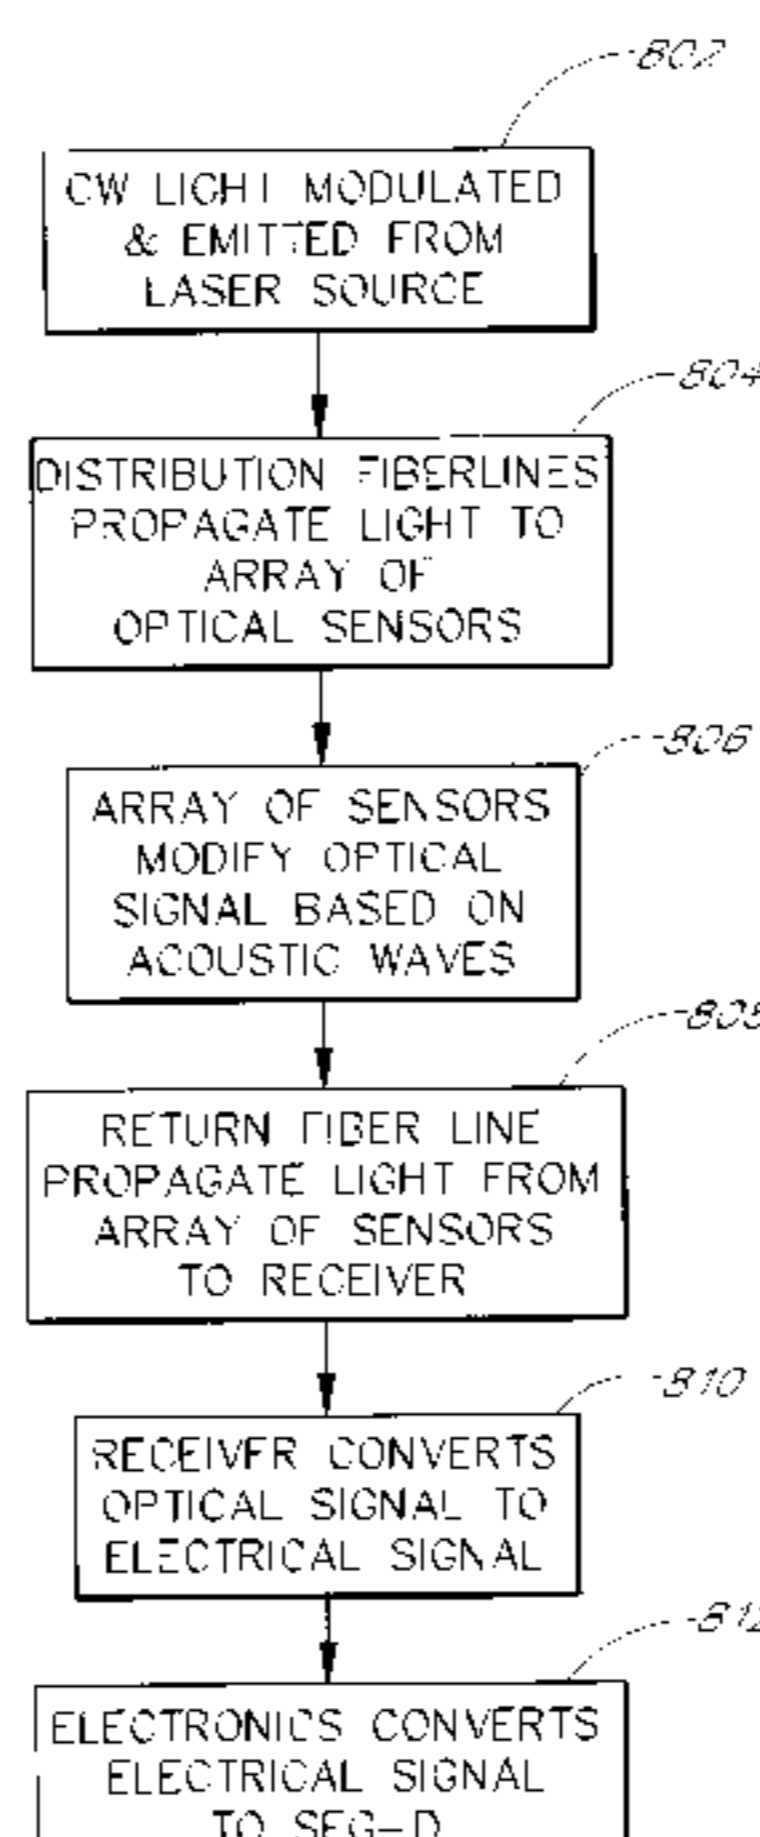 802
CW LIGHT MODULATED
& EMITTED FROM
LASER SOURCE
804
DISTRIBUTION FIBERLINES
PROPAGATE LIGHT TO
ARRAY OF
OPTICAL SENSORS
806
ARRAY OF SENSORS
MODIFY OPTICAL
SIGNAL BASED ON
ACOUSTIC WAVES
RETURN FIBER LINE
PROPAGATE LIGHT FROM
ARRAY OF SENSORS
TO RECEIVER
810
RECEIVER CONVERTS
OPTICAL SIGNAL TO
ELECTRICAL SIGNAL
812
ELECTRONICS CONVERTS
ELECTRICAL SIGNAL
TO SEG-D